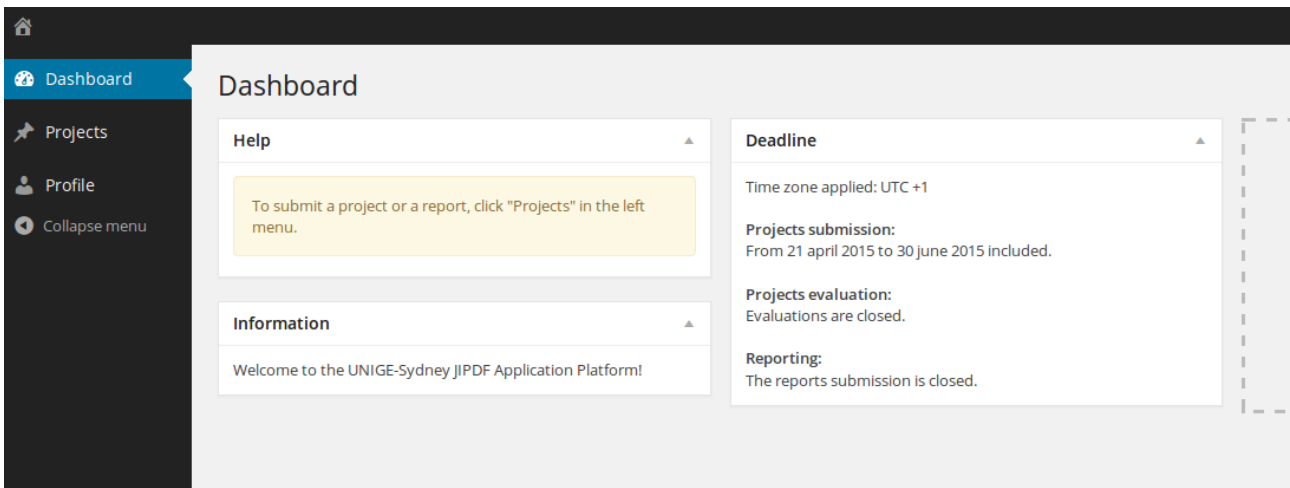 Dashboard
Projects
Profile
Collapse menu
Dashboard
Help
To submit a project or a report, click "Projects" in the left
menu.
Information
Welcome to the UNIGE-Sydney JIPDF Application Platform!
Deadline
Time zone applied: UTC +1
Projects submission:
From 21 april 2015 to 30 june 2015 included.
Projects evaluation:
Evaluations are closed.
Reporting:
The reports submission is closed.